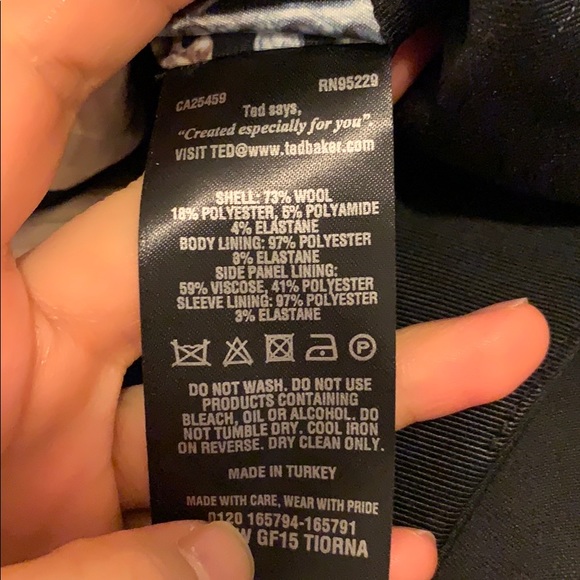 CA25459 RN95229
Ted says,
"Created especially for you".
VISIT TED@www.tedbaker.com
SHELL: 73% WOOL
18% POLYESTER, 5% POLYAMIDE
4% ELASTANE
BODY LINING: 97% POLYESTER
3% ELASTANE
SIDE PANEL LINING:
59% VISCOSE, 41% POLYESTER
SLEEVE LINING: 97% POLYESTER
3% ELASTANE
P
DO NOT WASH. DO NOT USE
PRODUCTS CONTAINING
BLEACH, OIL OR ALCOHOL. DO
NOT TUMBLE DRY. COOL IRON
ON REVERSE. DRY CLEAN ONLY.
MADE IN TURKEY
MADE WITH CARE, WEAR WITH PRIDE
0120 165794-165791
GF15 TIORNA